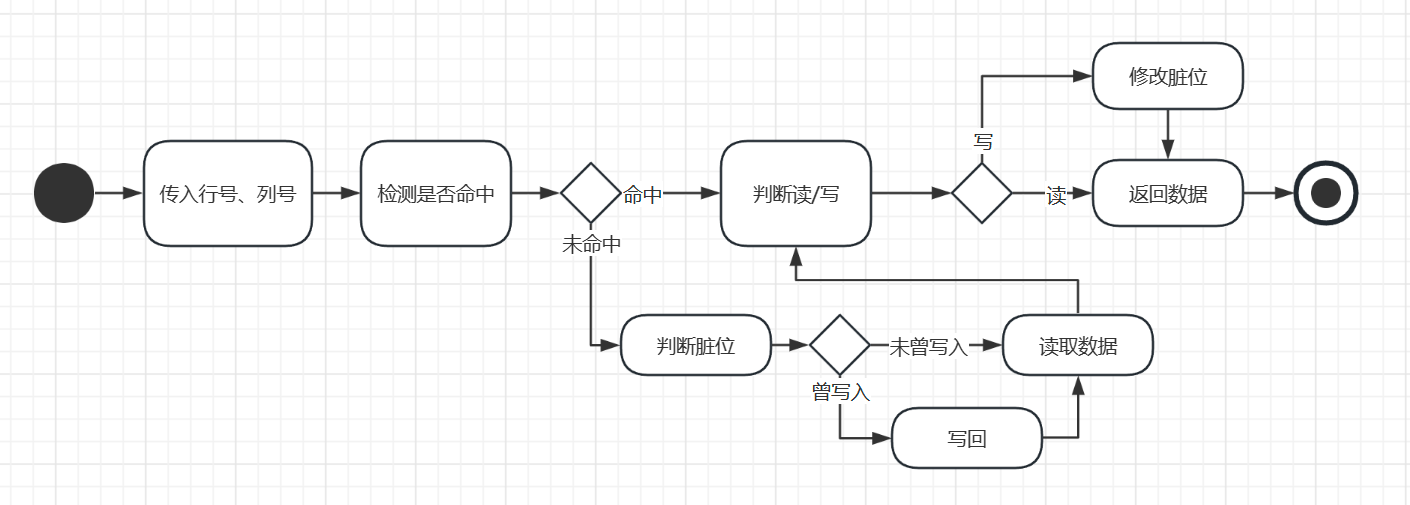 修改脏位
写
传入行号、列号
检测是否命中
命中
判断读/写
读
返回数据
未命中
判断脏位
未曾写入
读取数据
曾写入
写回